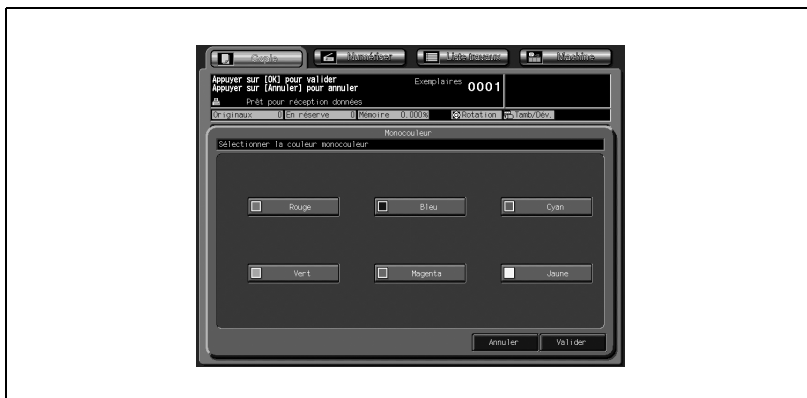 Copie Numériser Liste travaux Machine
Appuyer sur [OK] pour valider
Appuyer sur [Annuler] pour annuler
Exemplaires 0001
Prêt pour réception données
Originaux 0 En réserve 0 Mémoire 0.000% Rotation Tamb/Dév.
Monocouleur
Sélectionner la couleur monocouleur
Rouge Bleu Cyan
Vert Magenta Jaune
Annuler Valider